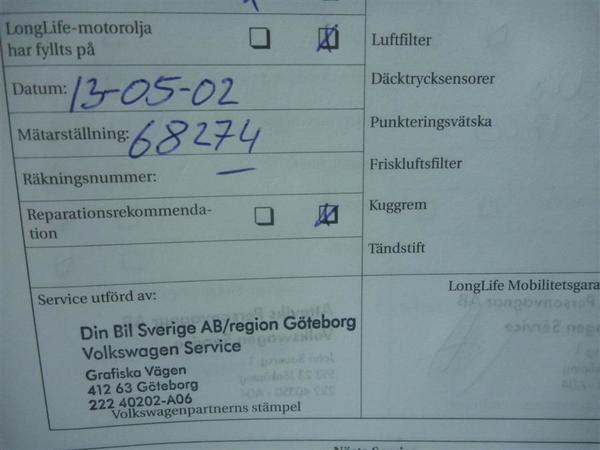 LongLife-motorolja
har fyllts på
Datum: 13-05-02
Mätarställning: 68274
Räkningsnummer: —
Reparationsrekommenda-
tion
Service utförd av:
Din Bil Sverige AB/region Göteborg
Volkswagen Service
Grafiska Vägen
412 63 Göteborg
222 40202-A06
Volkswagenpartnerns stämpel
Luftfilter
Däcktrycksensorer
Punkteringsvätska
Friskluftsfilter
Kuggrem
Tändstift
LongLife Mobilitetsgara